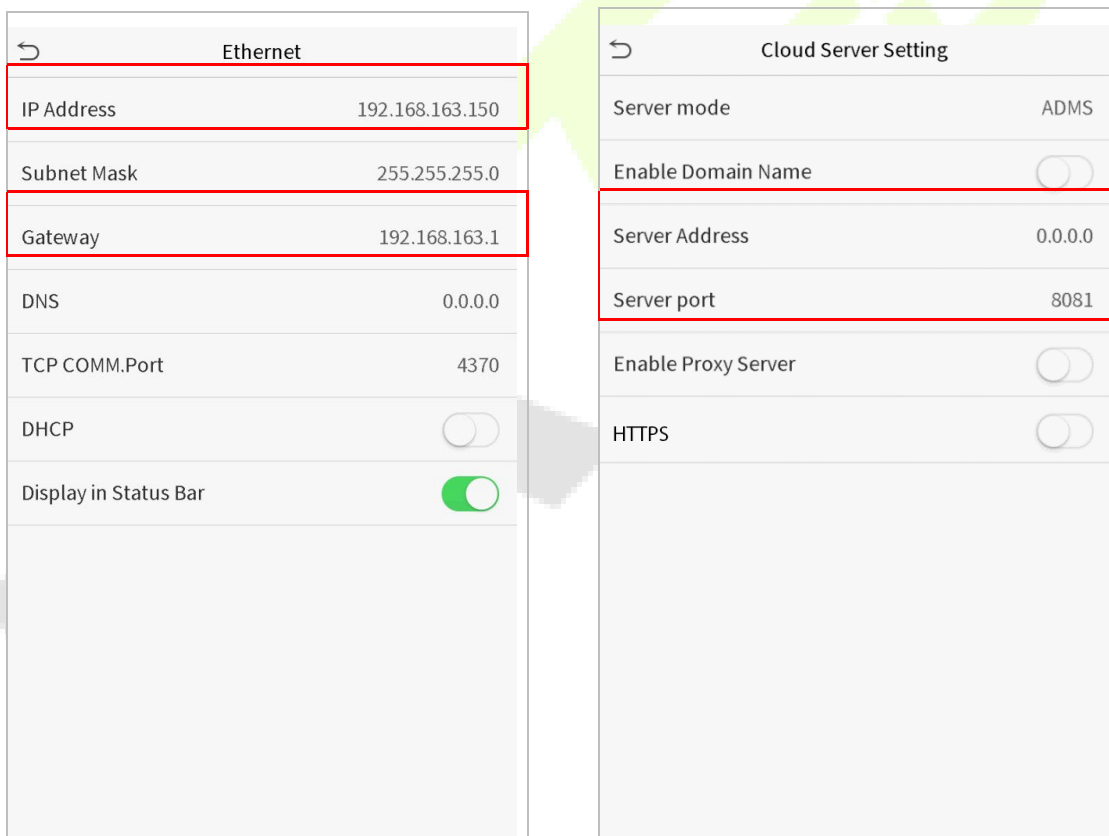 Ethernet
IP Address 192.168.163.150
Subnet Mask 255.255.255.0
Gateway 192.168.163.1
DNS 0.0.0.0
TCP COMM.Port 4370
DHCP
Display in Status Bar
Cloud Server Setting
Server mode ADMS
Enable Domain Name
Server Address 0.0.0.0
Server port 8081
Enable Proxy Server
HTTPS